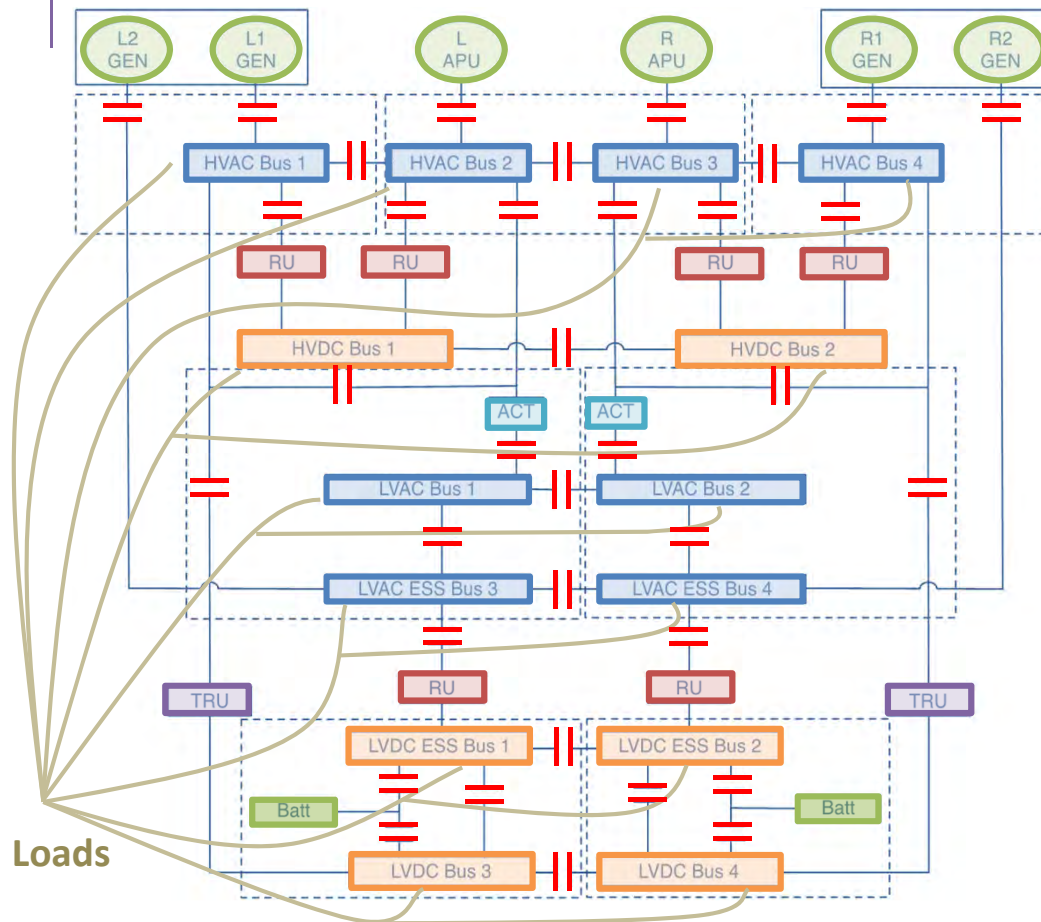 L2
GEN
L1
GEN
L
APU
R
APU
R1
GEN
R2
GEN
HVAC Bus 1
HVAC Bus 2
HVAC Bus 3
HVAC Bus 4
RU
RU
RU
RU
HVDC Bus 1
HVDC Bus 2
ACT
ACT
LVAC Bus 1
LVAC Bus 2
LVAC ESS Bus 3
LVAC ESS Bus 4
TRU
RU
RU
TRU
LVDC ESS Bus 1
LVDC ESS Bus 2
Batt
Batt
Loads
LVDC Bus 3
LVDC Bus 4